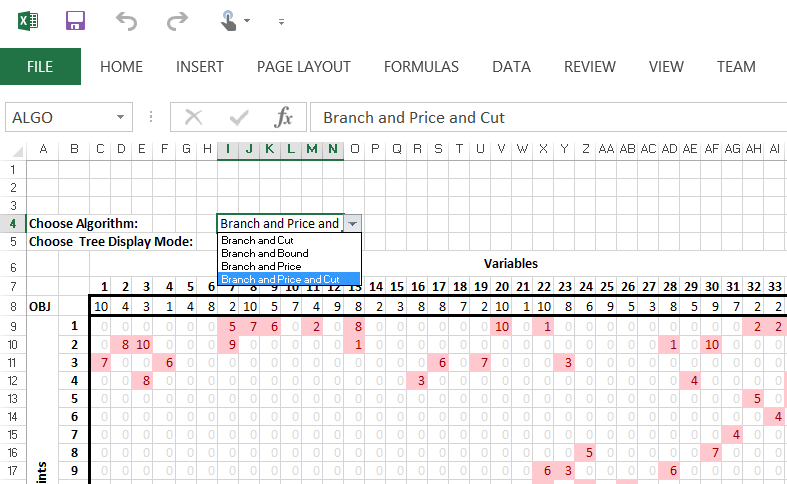 FILE HOME INSERT PAGE LAYOUT FORMULAS DATA REVIEW VIEW TEAM
ALGO fx Branch and Price and Cut
A B C D E F G H I J K L M N O P Q R S T U V W X Y Z AA AB AC AD AE AF AG AH AI
1
2
3
4 Choose Algorithm: Branch and Price and
5 Choose Tree Display Mode:
Branch and Cut
Branch and Bound
Branch and Price
Branch and Price and Cut
6 Variables
7 1 2 3 4 5 6 7 8 9 10 11 12 13 14 15 16 17 18 19 20 21 22 23 24 25 26 27 28 29 30 31 32 33
8 OBJ 10 4 3 1 4 8 2 10 5 7 4 9 10 2 3 8 8 4 7 10 1 10 8 6 9 5 3 8 5 9 7 2 2
9 1 0 0 0 0 0 0 5 7 6 0 2 0 8 0 0 0 0 0 0 10 0 1 0 0 0 0 0 0 0 0 0 2 2
10 2 0 8 10 0 0 0 9 0 0 0 0 0 1 0 0 0 0 0 0 0 0 0 0 0 0 0 0 1 0 10 0 0 0
11 3 7 0 0 6 0 0 0 0 0 0 0 0 0 0 0 0 6 0 7 0 0 0 3 0 0 0 0 0 0 0 0 0 0
12 4 0 0 8 0 0 0 0 0 0 0 0 0 0 0 0 3 0 0 0 0 0 0 0 0 0 0 0 0 4 0 0 0 0
13 5 0 0 0 0 0 0 0 0 0 0 0 0 0 0 0 0 0 0 0 0 0 0 0 0 0 0 0 0 0 0 0 5 0
14 6 0 0 0 0 0 0 0 0 0 0 0 0 0 0 0 0 0 0 0 0 0 0 0 0 0 0 0 0 0 0 0 0 4
15 7 0 0 0 0 0 0 0 0 0 0 0 0 0 0 0 0 0 0 0 0 0 0 0 0 0 0 0 0 0 0 4 0 0
16 8 0 0 0 0 0 0 0 0 0 0 0 0 0 0 0 0 0 0 0 0 0 0 0 5 0 0 0 0 0 7 0 0 0
17 9 0 0 0 0 0 0 0 0 0 0 0 0 0 0 0 0 0 0 0 0 0 6 3 0 0 0 0 6 0 0 0 0 0